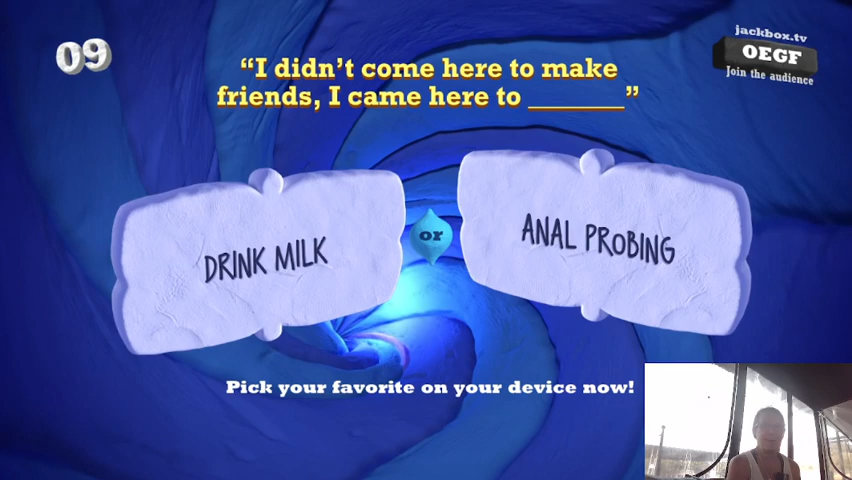 09
jackbox.tv
OEGF
Join the audience
“I didn’t come here to make
friends, I came here to _______”
DRINK MILK
or
ANAL PROBING
Pick your favorite on your device now!